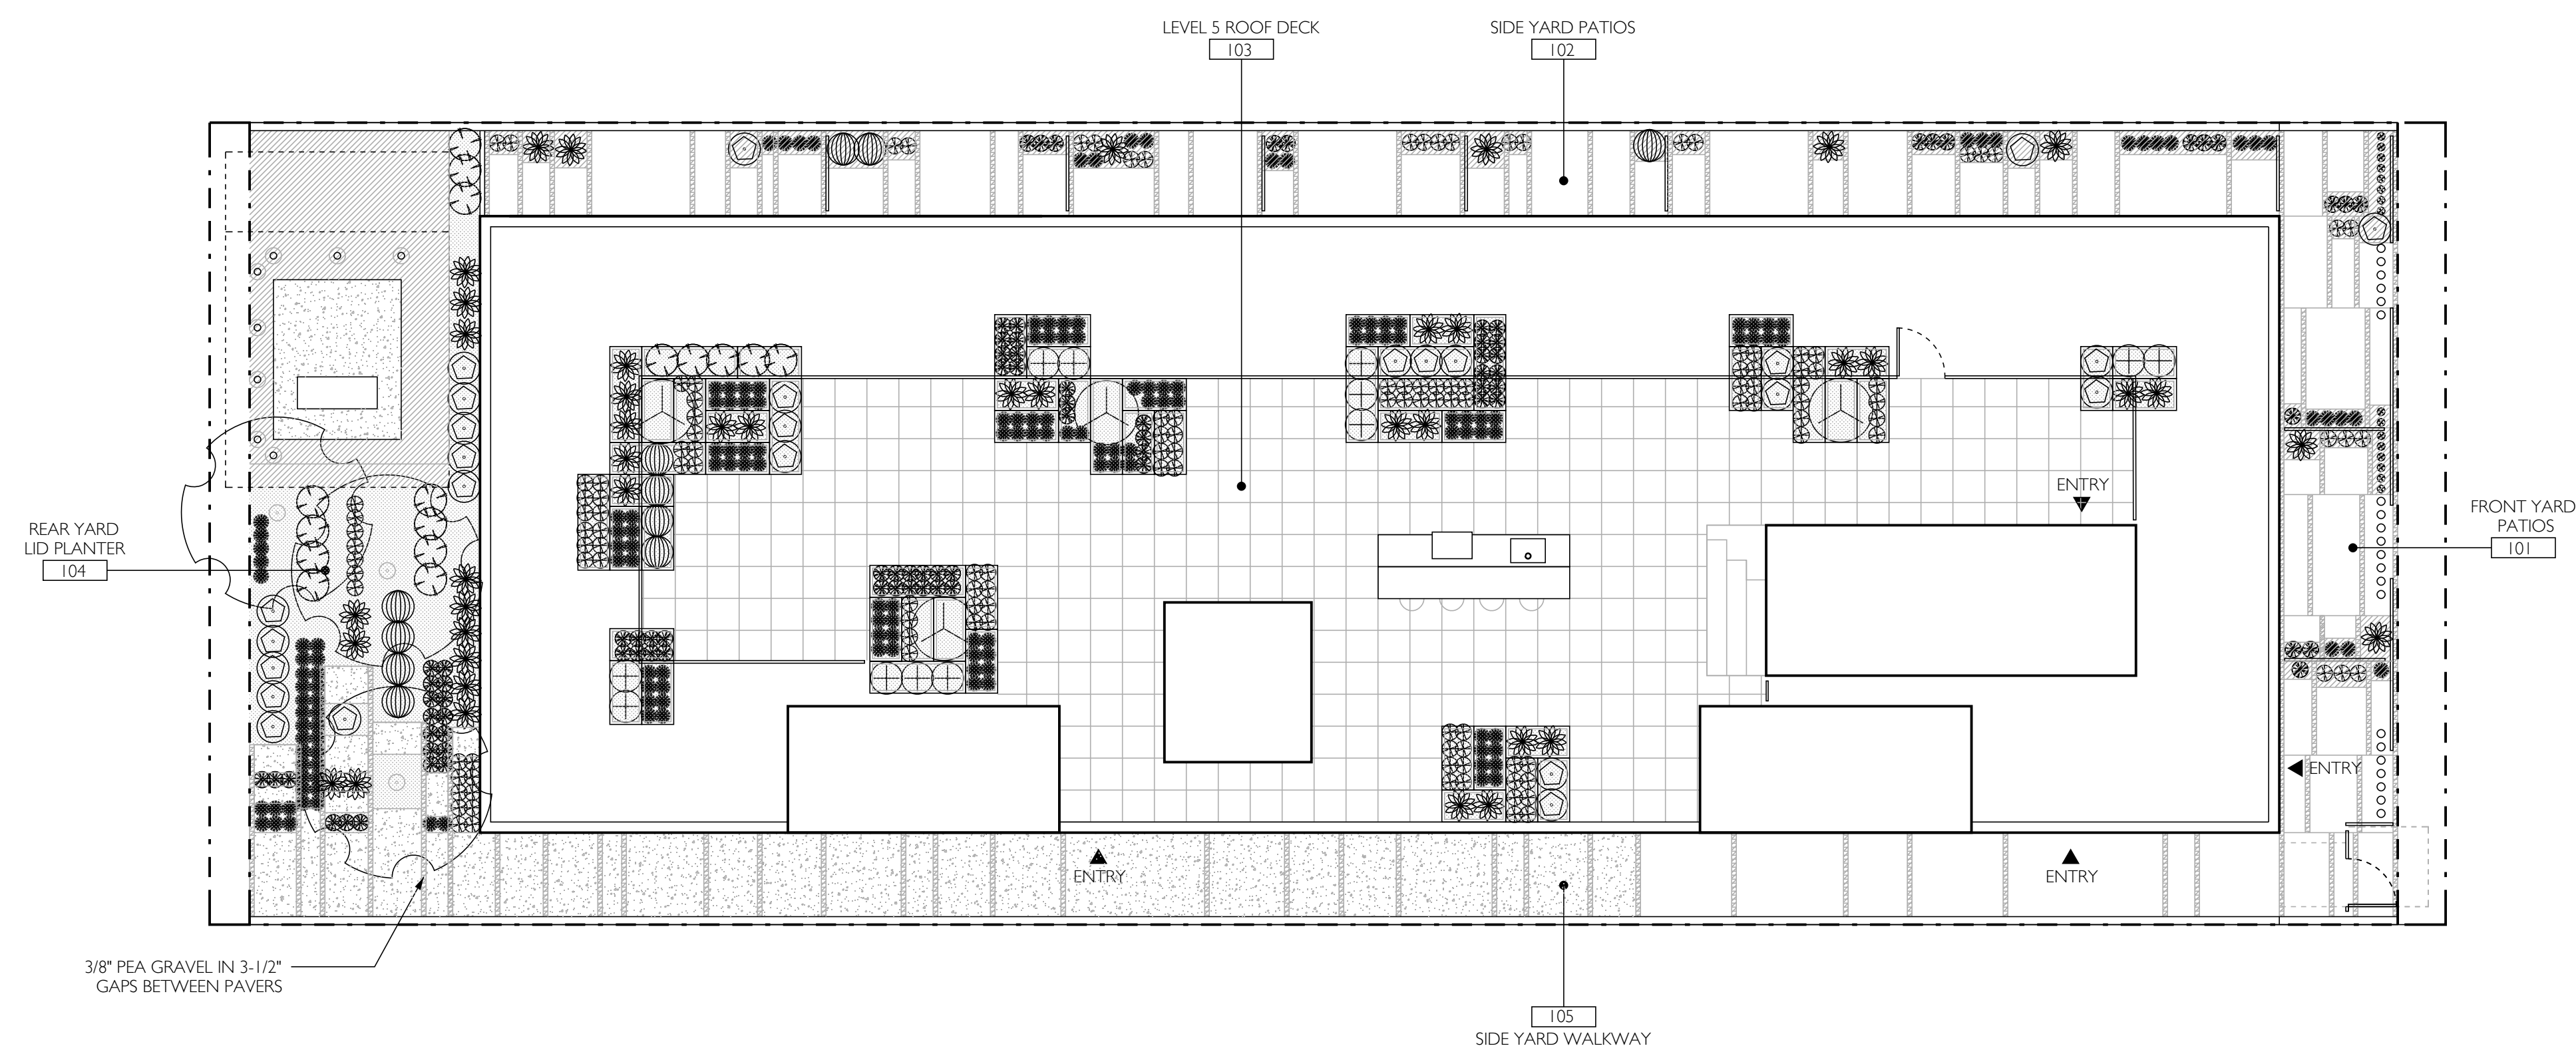 LEVEL 5 ROOF DECK
103
SIDE YARD PATIOS
102
ENTRY
FRONT YARD
PATIOS
101
REAR YARD
LID PLANTER
104
ENTRY
ENTRY
ENTRY
3/8" PEA GRAVEL IN 3-1/2"
GAPS BETWEEN PAVERS
105
SIDE YARD WALKWAY